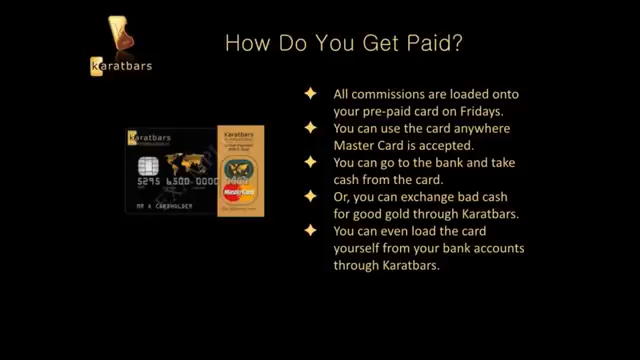 How Do You Get Paid?
karatbars
All commissions are loaded onto
your pre-paid card on Fridays.
You can use the card anywhere
Master Card is accepted.
You can go to the bank and take
cash from the card.
Or, you can exchange bad cash
for good gold through Karatbars.
You can even load the card
yourself from your bank accounts
through Karatbars.
karatbars
Karatbars
5295 6500 0000
MasterCard
MR A CARDHOLDER